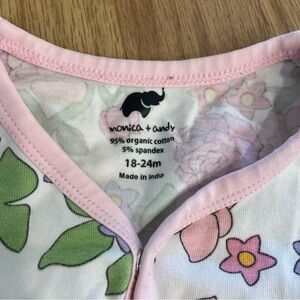 monica + andy
95% organic cotton
5% spandex
18-24m
Made in India